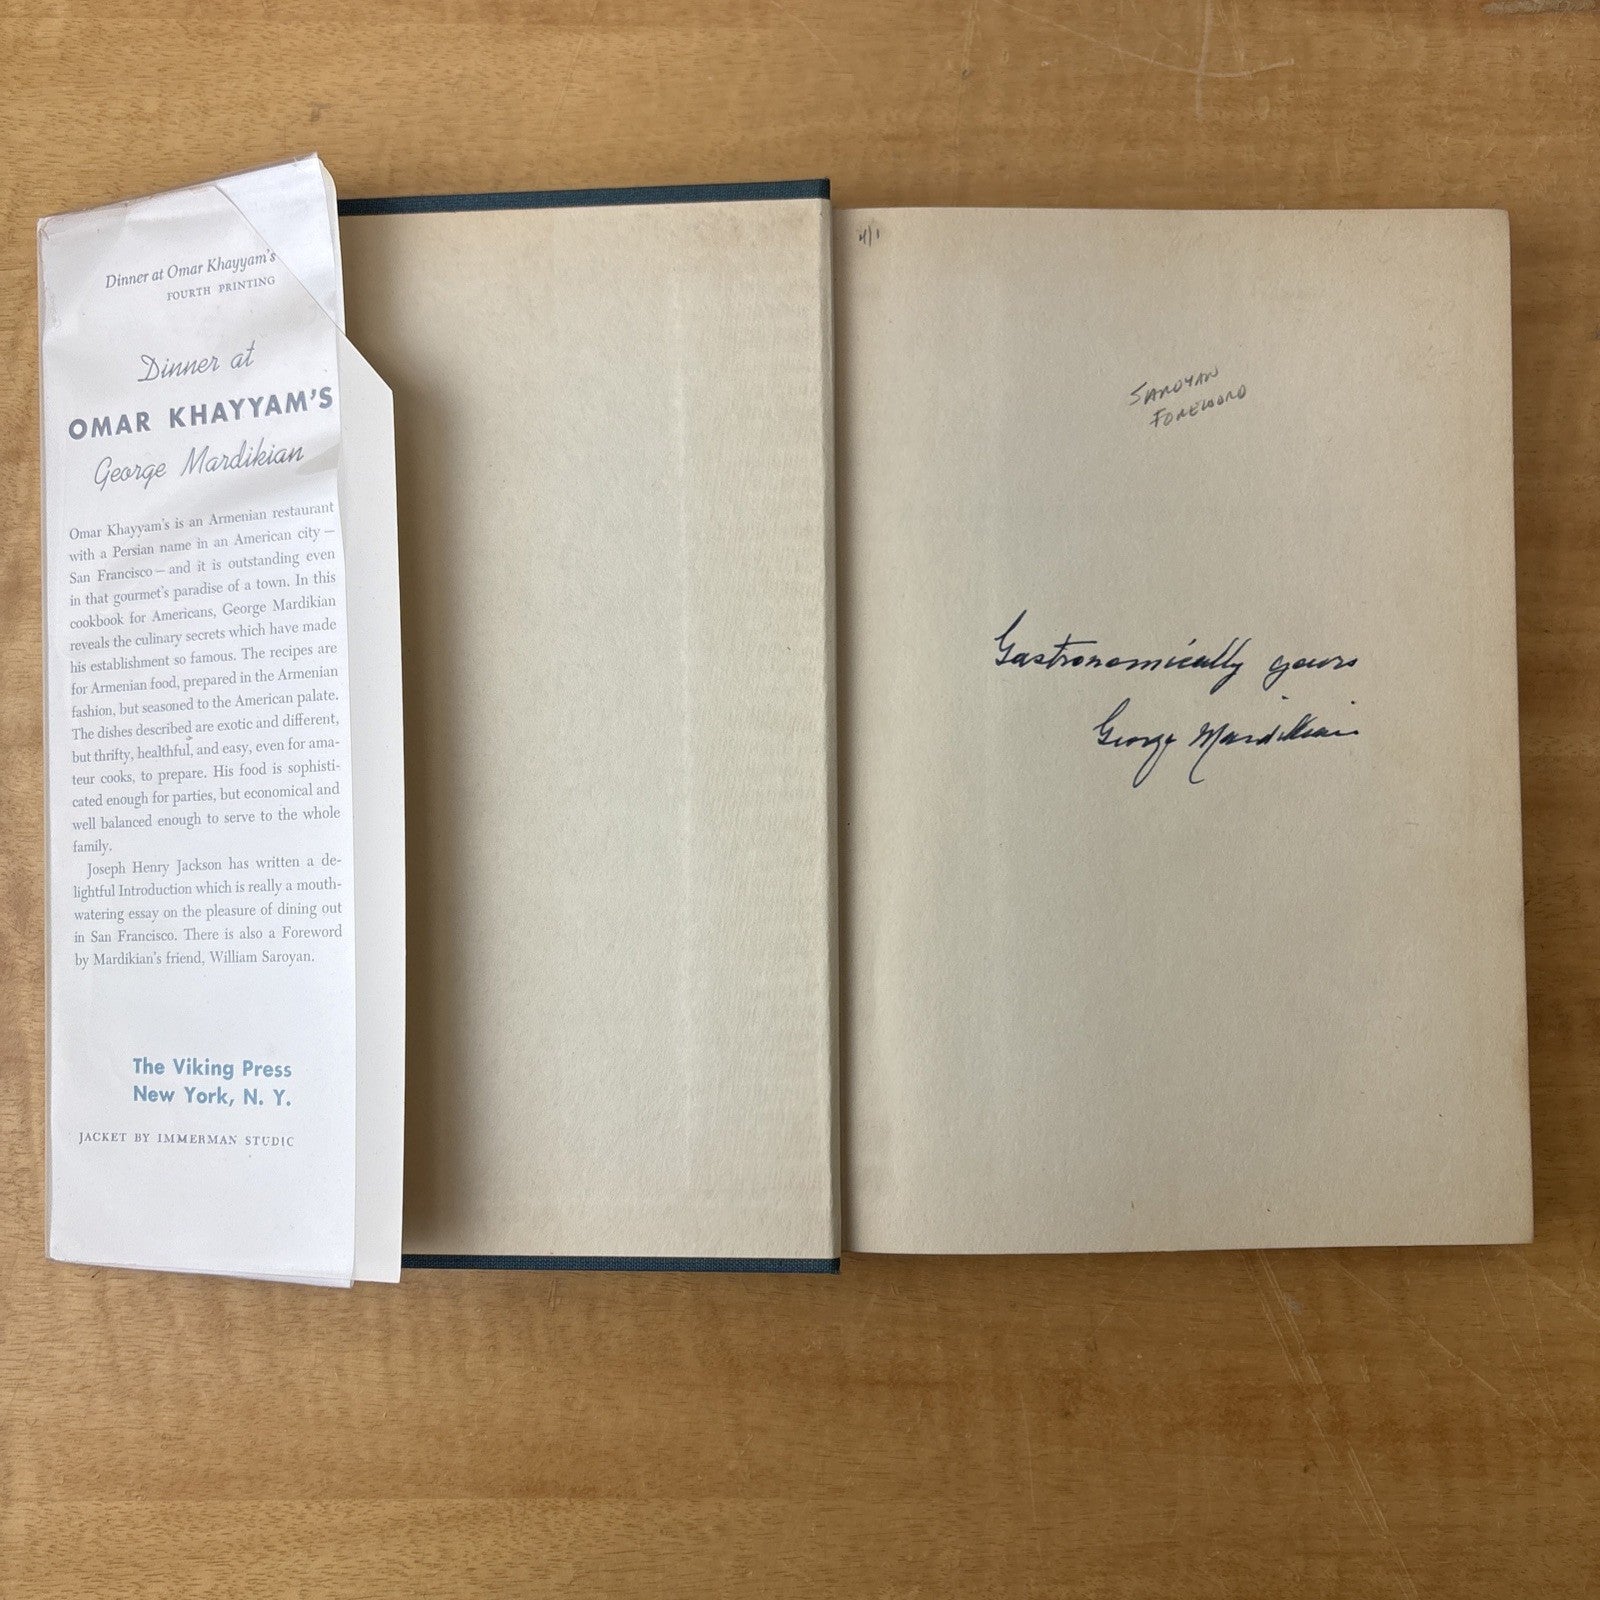 Dinner at Omar Khayyam's
FOURTH PRINTING
Dinner at
OMAR KHAYYAM'S
George Mardikian
Omar Khayyam's is an Armenian restaurant
with a Persian name in an American city—
San Francisco—and it is outstanding even
in that gourmet's paradise of a town. In this
cookbook for Americans, George Mardikian
reveals the culinary secrets which have made
his establishment so famous. The recipes are
for Armenian food, prepared in the Armenian
fashion, but seasoned to the American palate.
The dishes described are exotic and different,
but thrifty, healthful, and easy, even for ama-
teur cooks, to prepare. His food is sophisti-
cated enough for parties, but economical and
well balanced enough to serve to the whole
family.
Joseph Henry Jackson has written a de-
lightful Introduction which is really a mouth-
watering essay on the pleasure of dining out
in San Francisco. There is also a Foreword
by Mardikian's friend, William Saroyan.
The Viking Press
New York, N. Y.
JACKET BY IMMERMAN STUDIO
SAROYAN
FOREWORD
Gastronomically yours
George Mardikian